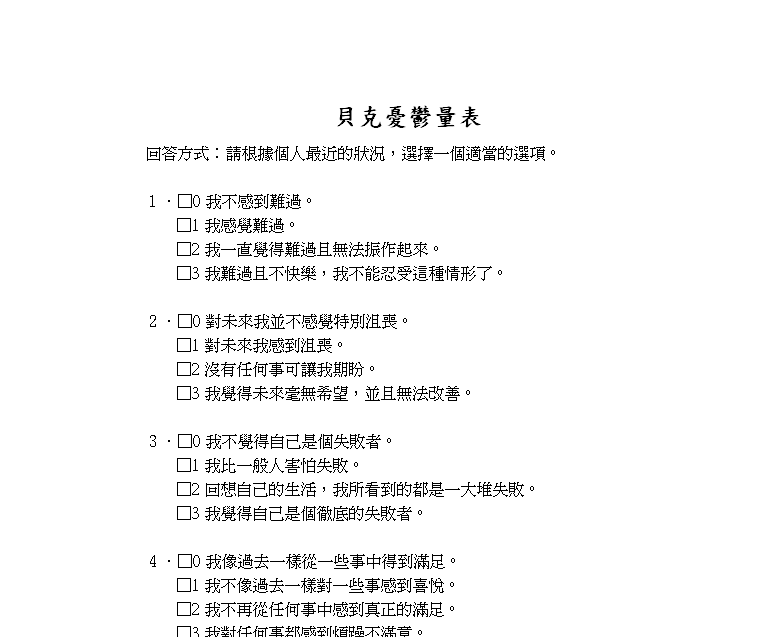 貝克憂鬱量表
回答方式：請根據個人最近的狀況，選擇一個適當的選項。
1．□0 我不感到難過。
□1 我感覺難過。
□2 我一直覺得難過且無法振作起來。
□3 我難過且不快樂，我不能忍受這種情形了。
2．□0 對未來我並不感覺特別沮喪。
□1 對未來我感到沮喪。
□2 沒有任何事可讓我期盼。
□3 我覺得未來毫無希望，並且無法改善。
3．□0 我不覺得自己是個失敗者。
□1 我比一般人害怕失敗。
□2 回想自己的生活，我所看到的都是一大堆失敗。
□3 我覺得自己是個徹底的失敗者。
4．□0 我像過去一樣從一些事中得到滿足。
□1 我不像過去一樣對一些事感到喜悅。
□2 我不再從任何事中感到真正的滿足。
□3 我對任何事都感到煩躁不滿意。